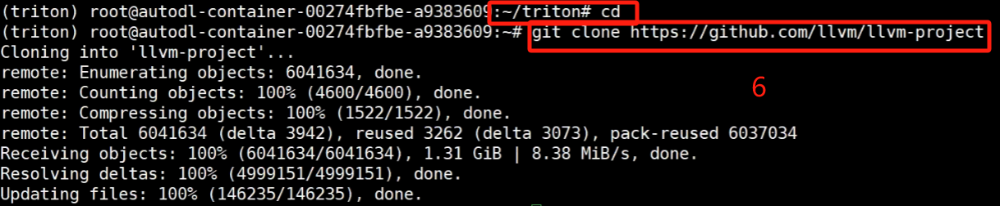 (triton) root@autodl-container-00274fbfbe-a9383609:~/triton# cd
(triton) root@autodl-container-00274fbfbe-a9383609:~# git clone https://github.com/llvm/llvm-project
Cloning into 'llvm-project'...
remote: Enumerating objects: 6041634, done.
remote: Counting objects: 100% (4600/4600), done.
6
remote: Compressing objects: 100% (1522/1522), done.
remote: Total 6041634 (delta 3942), reused 3262 (delta 3073), pack-reused 6037034
Receiving objects: 100% (6041634/6041634), 1.31 GiB | 8.38 MiB/s, done.
Resolving deltas: 100% (4999151/4999151), done.
Updating files: 100% (146235/146235), done.